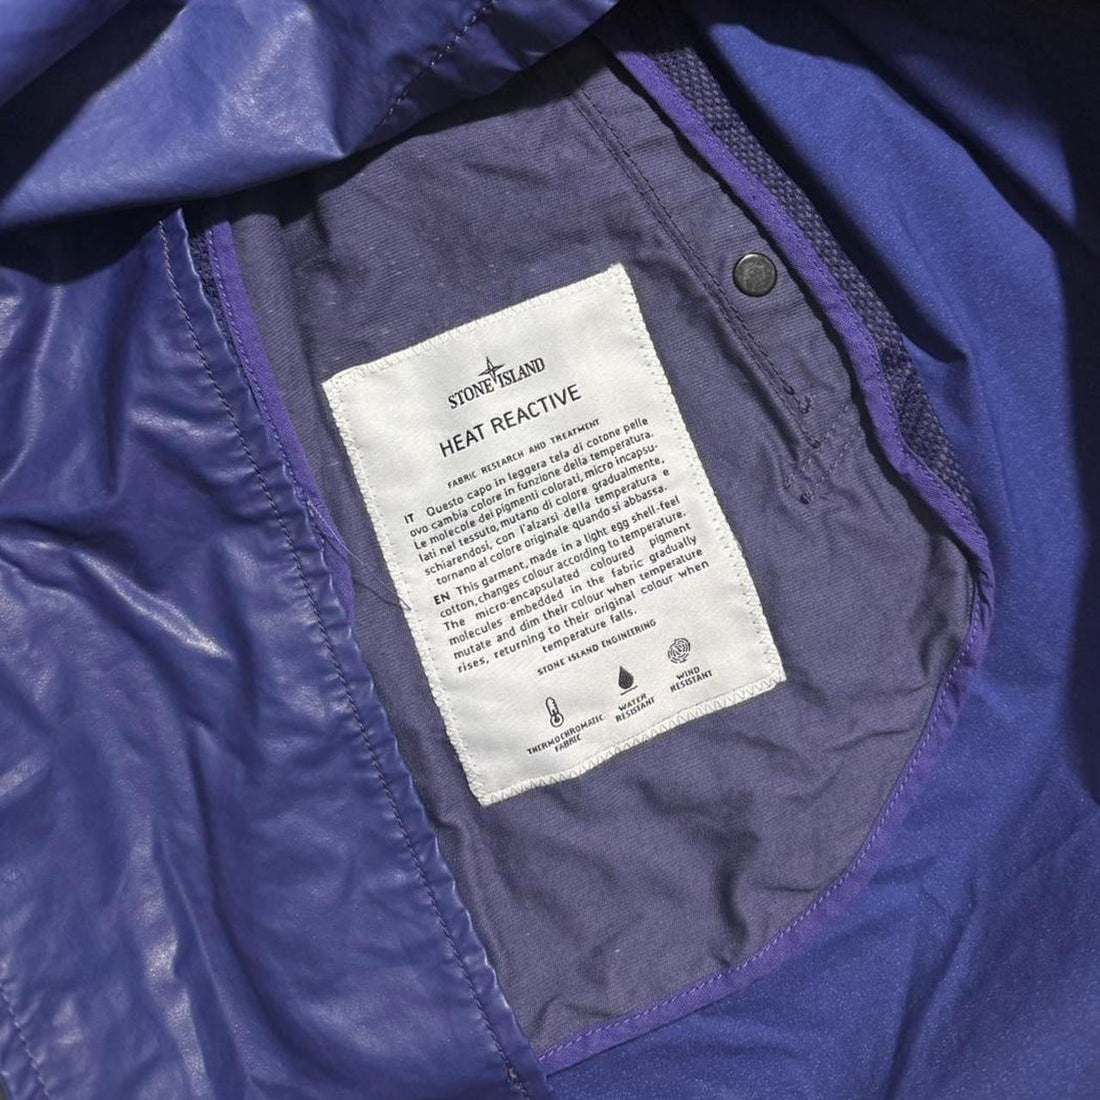 STONE ISLAND
HEAT REACTIVE
FABRIC RESEARCH AND TREATMENT
IT Questo capo in leggera tela di cotone pelle
ovo cambia colore in funzione della temperatura.
Le molecole dei pigmenti colorati, micro incapsu-
lati nel tessuto, mutano di colore gradualmente,
schiarendosi, con l'alzarsi della temperatura e
tornano al colore originale quando si abbassa.
EN This garment, made in a light egg shell-feel
cotton, changes colour according to temperature.
The micro-encapsulated coloured pigment
molecules embedded in the fabric gradually
mutate and dim their colour when temperature
rises, returning to their original colour when
temperature falls.
STONE ISLAND ENGINEERING
THERMOCHROMATIC
FABRIC
WATER
RESISTANT
WIND
RESISTANT